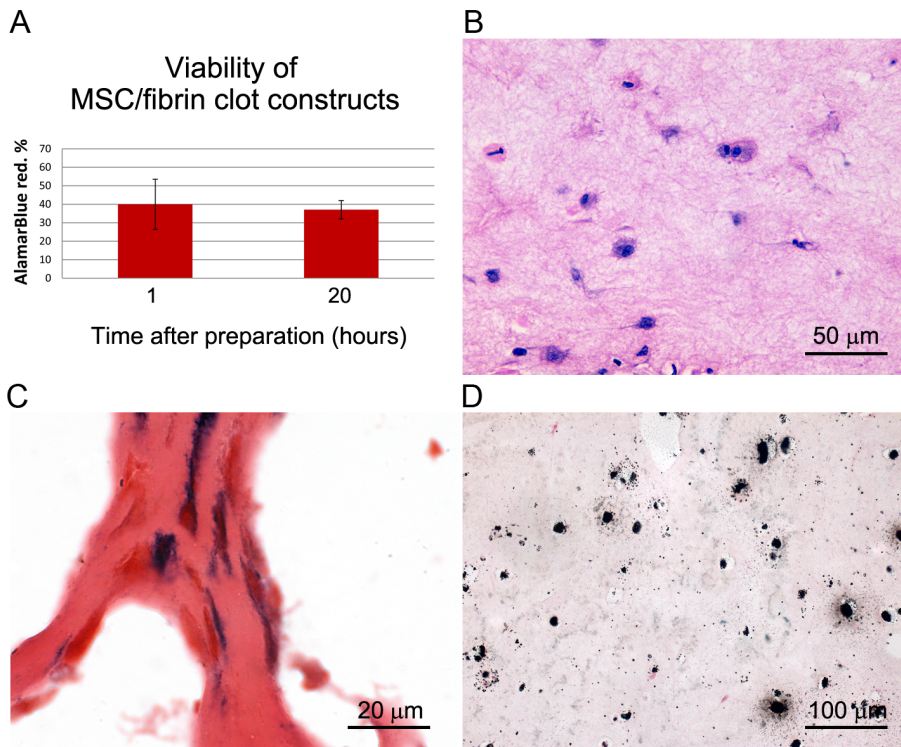 A
Viability of
MSC/fibrin clot constructs
AlamarBlue red. %
70
60
50
40
30
20
10
0
1
20
Time after preparation (hours)
B
50 μm
C
20 μm
D
100 μm